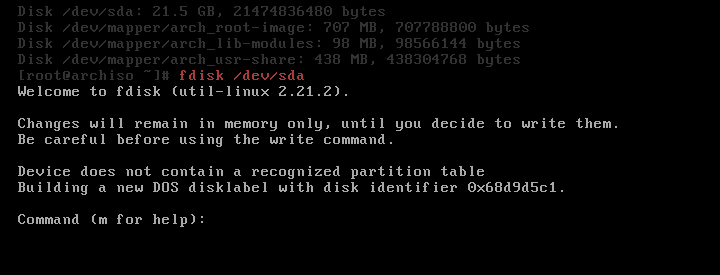 Disk /dev/sda: 21.5 GB, 21474836480 bytes
Disk /dev/mapper/arch_root-image: 707 MB, 707788800 bytes
Disk /dev/mapper/arch_lib-modules: 98 MB, 98566144 bytes
Disk /dev/mapper/arch_usr-share: 438 MB, 438304768 bytes
[root@archiso ~]# fdisk /dev/sda
Welcome to fdisk (util-linux 2.21.2).
Changes will remain in memory only, until you decide to write them.
Be careful before using the write command.
Device does not contain a recognized partition table
Building a new DOS disklabel with disk identifier 0x68d9d5c1.
Command (m for help):